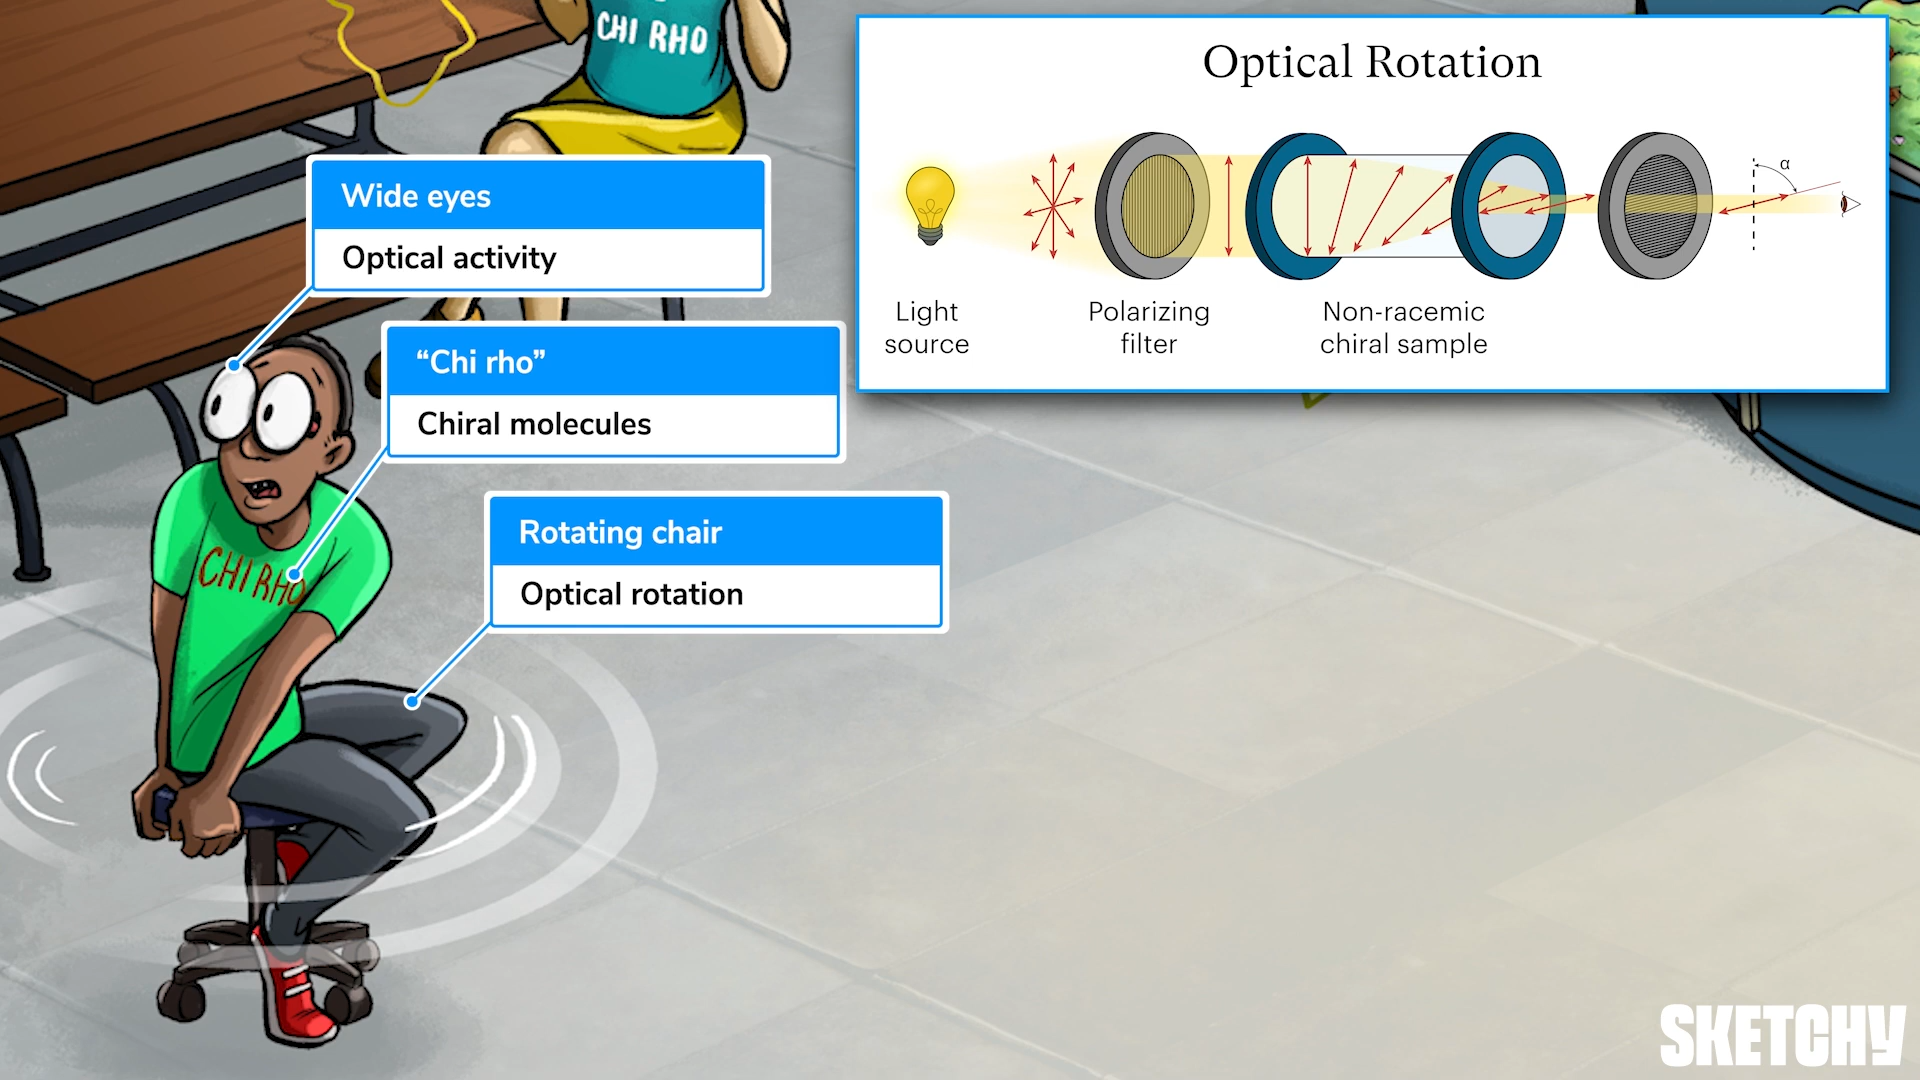 CHI RHO
Optical Rotation
α
Light
source
Polarizing
filter
Non-racemic
chiral sample
Wide eyes
Optical activity
“Chi rho”
Chiral molecules
Rotating chair
Optical rotation
CHI RHO
SKETCHY